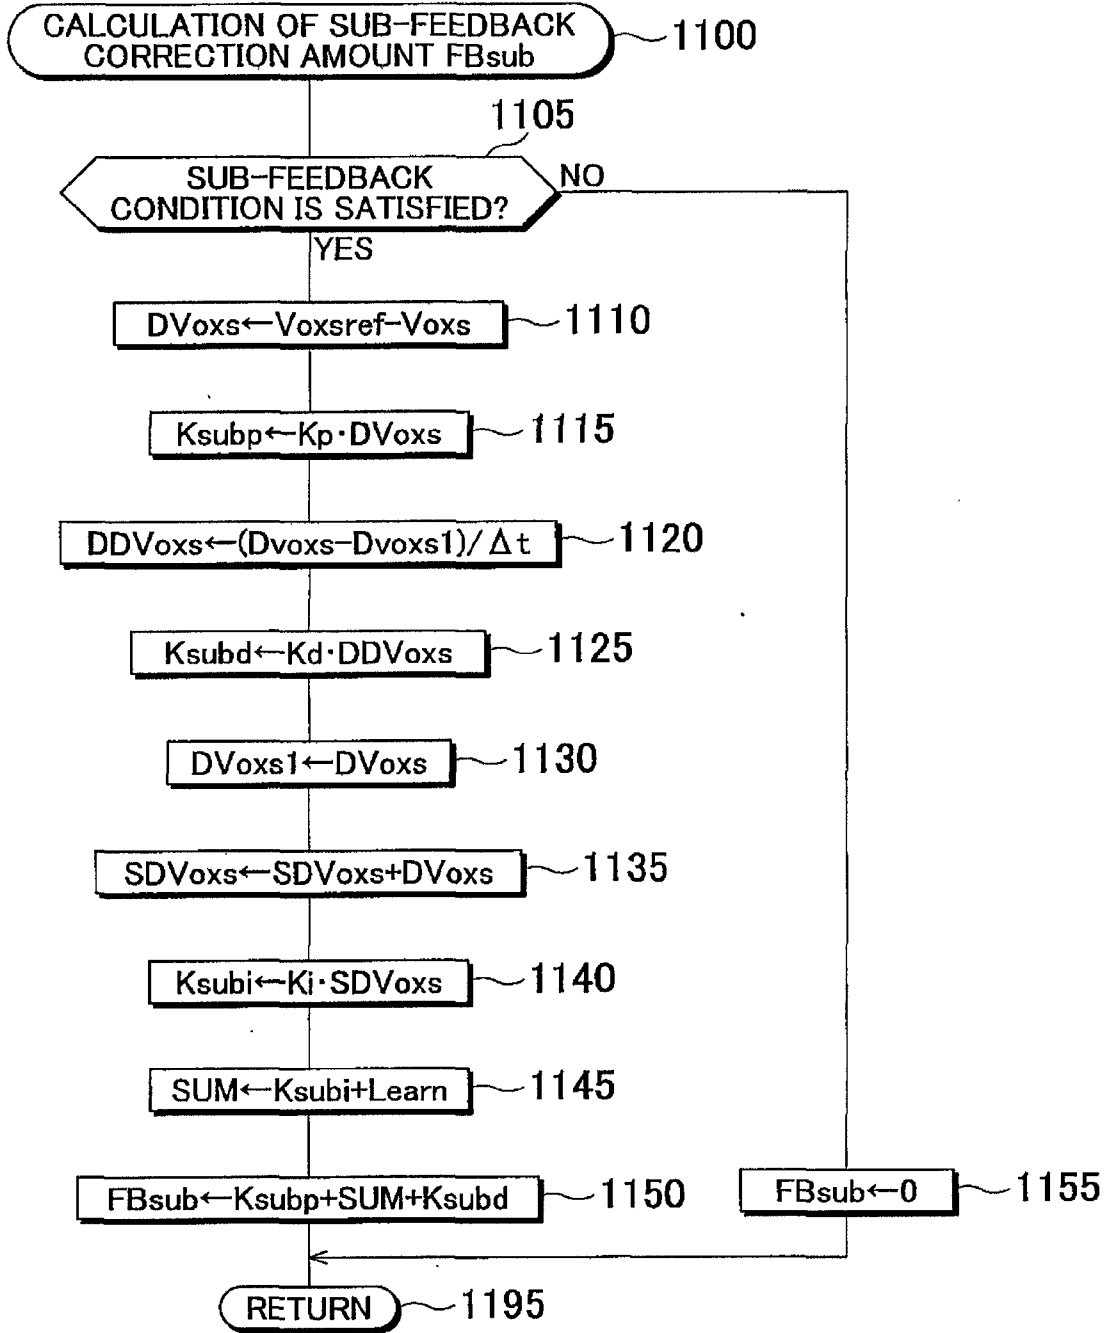 CALCULATION OF SUB-FEEDBACK
CORRECTION AMOUNT FBsub
1100
1105
SUB-FEEDBACK
CONDITION IS SATISFIED?
NO
YES
DVoxs←Voxsref-Voxs
1110
Ksubp←Kp·DVoxs
1115
DDVoxs←(Dvoxs-Dvoxs1)/Δt
1120
Ksubd←Kd·DDVoxs
1125
DVoxs1←DVoxs
1130
SDVoxs←SDVoxs+DVoxs
1135
Ksubi←Ki·SDVoxs
1140
SUM←Ksubi+Learn
1145
FBsub←Ksubp+SUM+Ksubd
1150
FBsub←0
1155
RETURN
1195